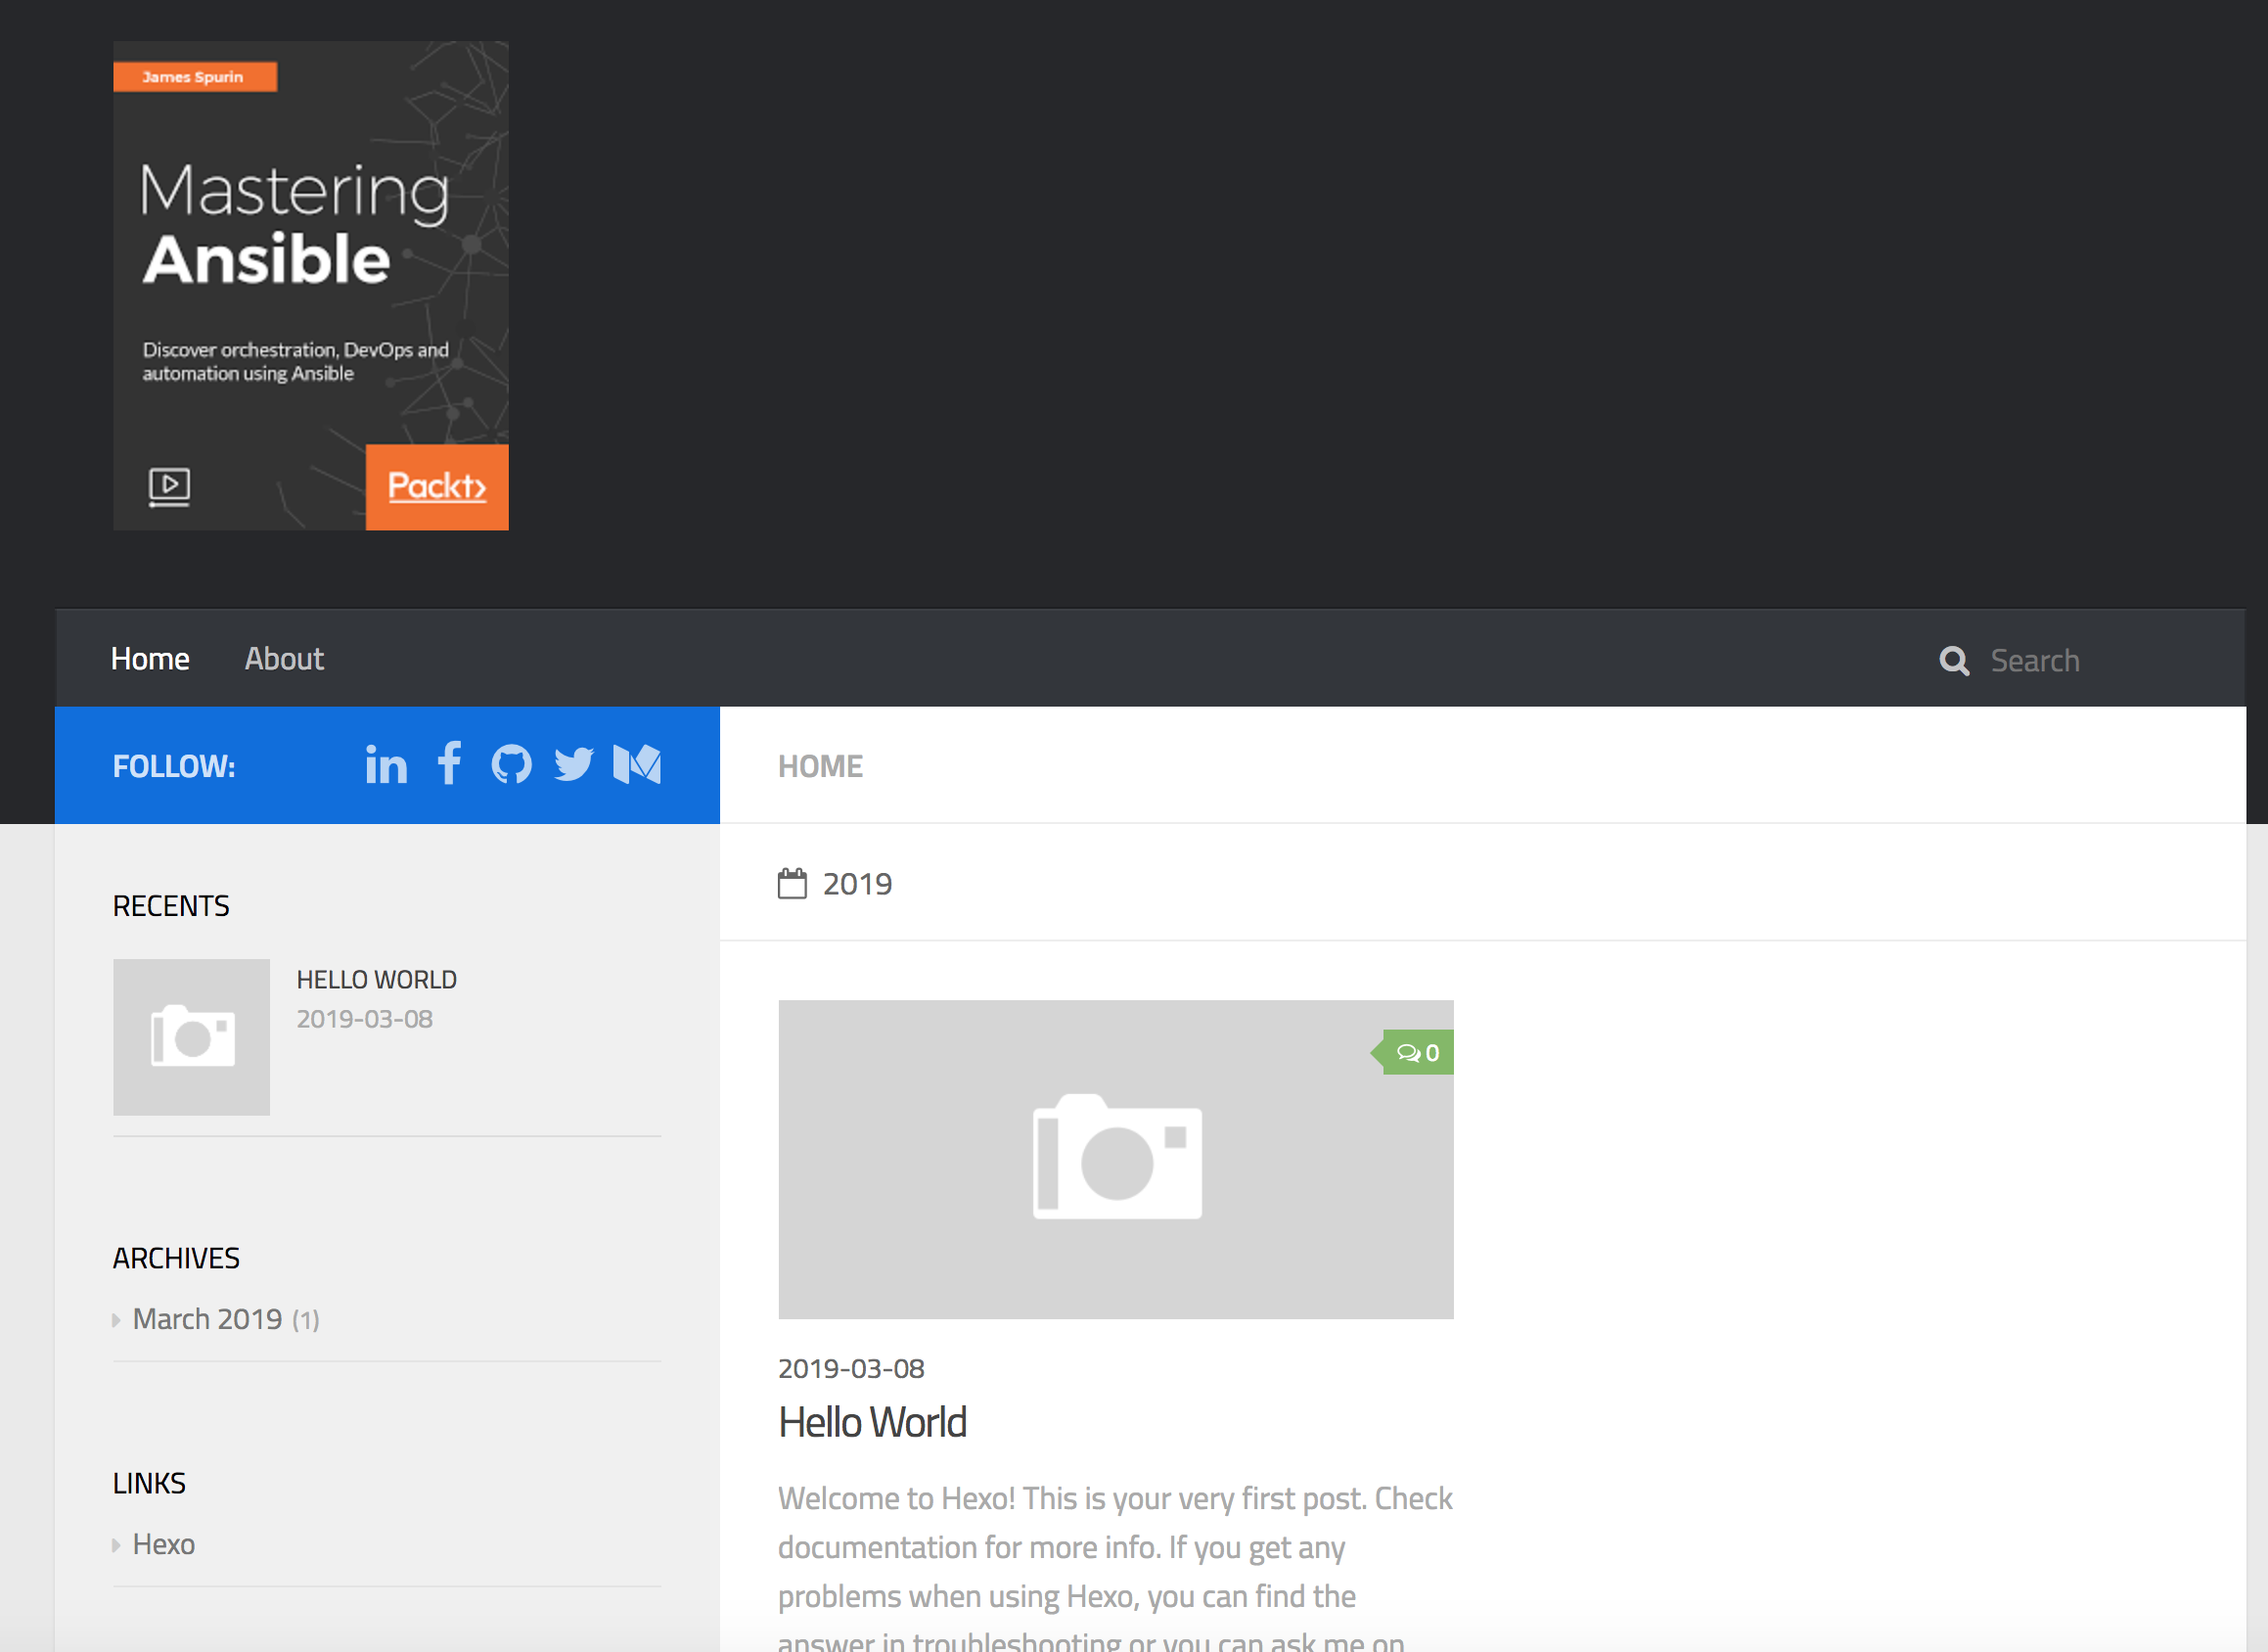 James Spurin
Mastering
Ansible
Discover orchestration, DevOps and
automation using Ansible
Packt>
Home About Search
FOLLOW:
HOME
2019
RECENTS
HELLO WORLD
2019-03-08
ARCHIVES
March 2019 (1)
LINKS
Hexo
0
2019-03-08
Hello World
Welcome to Hexo! This is your very first post. Check
documentation for more info. If you get any
problems when using Hexo, you can find the
answer in troubleshooting or you can ask me on